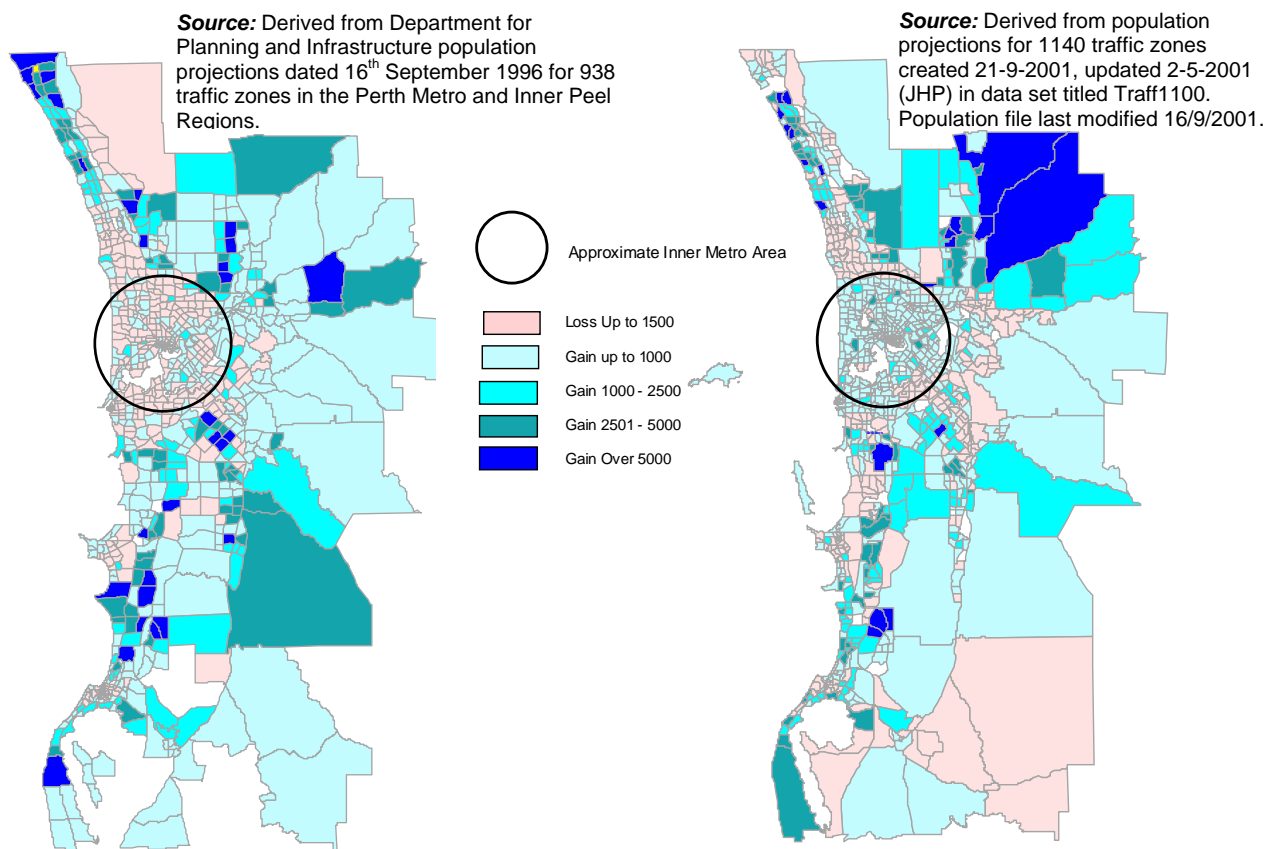 Source: Derived from Department for
Planning and Infrastructure population
projections dated 16th September 1996 for 938
traffic zones in the Perth Metro and Inner Peel
Regions.
Source: Derived from population
projections for 1140 traffic zones
created 21-9-2001, updated 2-5-2001
(JHP) in data set titled Traff1100.
Population file last modified 16/9/2001.
Approximate Inner Metro Area
Loss Up to 1500
Gain up to 1000
Gain 1000 - 2500
Gain 2501 - 5000
Gain Over 5000